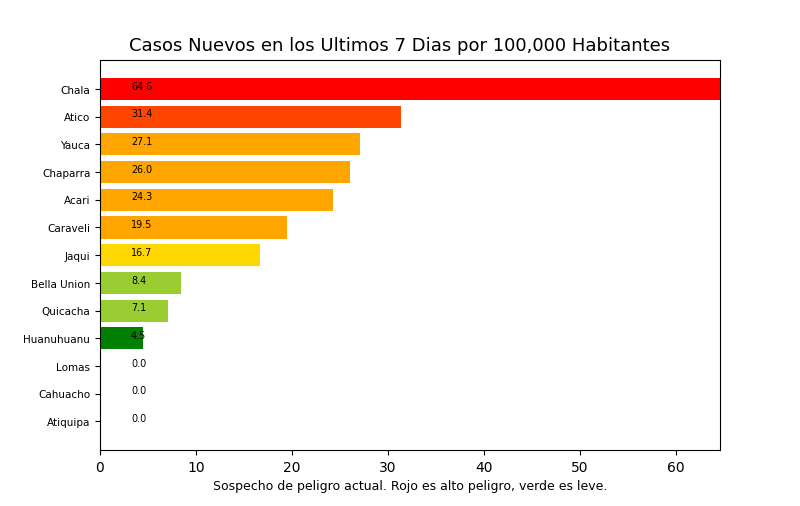 Casos Nuevos en los Ultimos 7 Dias por 100,000 Habitantes
Chala 64.6
Atico 31.4
Yauca 27.1
Chaparra 26.0
Acari 24.3
Caraveli 19.5
Jaqui 16.7
Bella Union 8.4
Quicacha 7.1
Huanuhuanu 4.5
Lomas 0.0
Cahuacho 0.0
Atiquipa 0.0
0 10 20 30 40 50 60
Sospecho de peligro actual. Rojo es alto peligro, verde es leve.